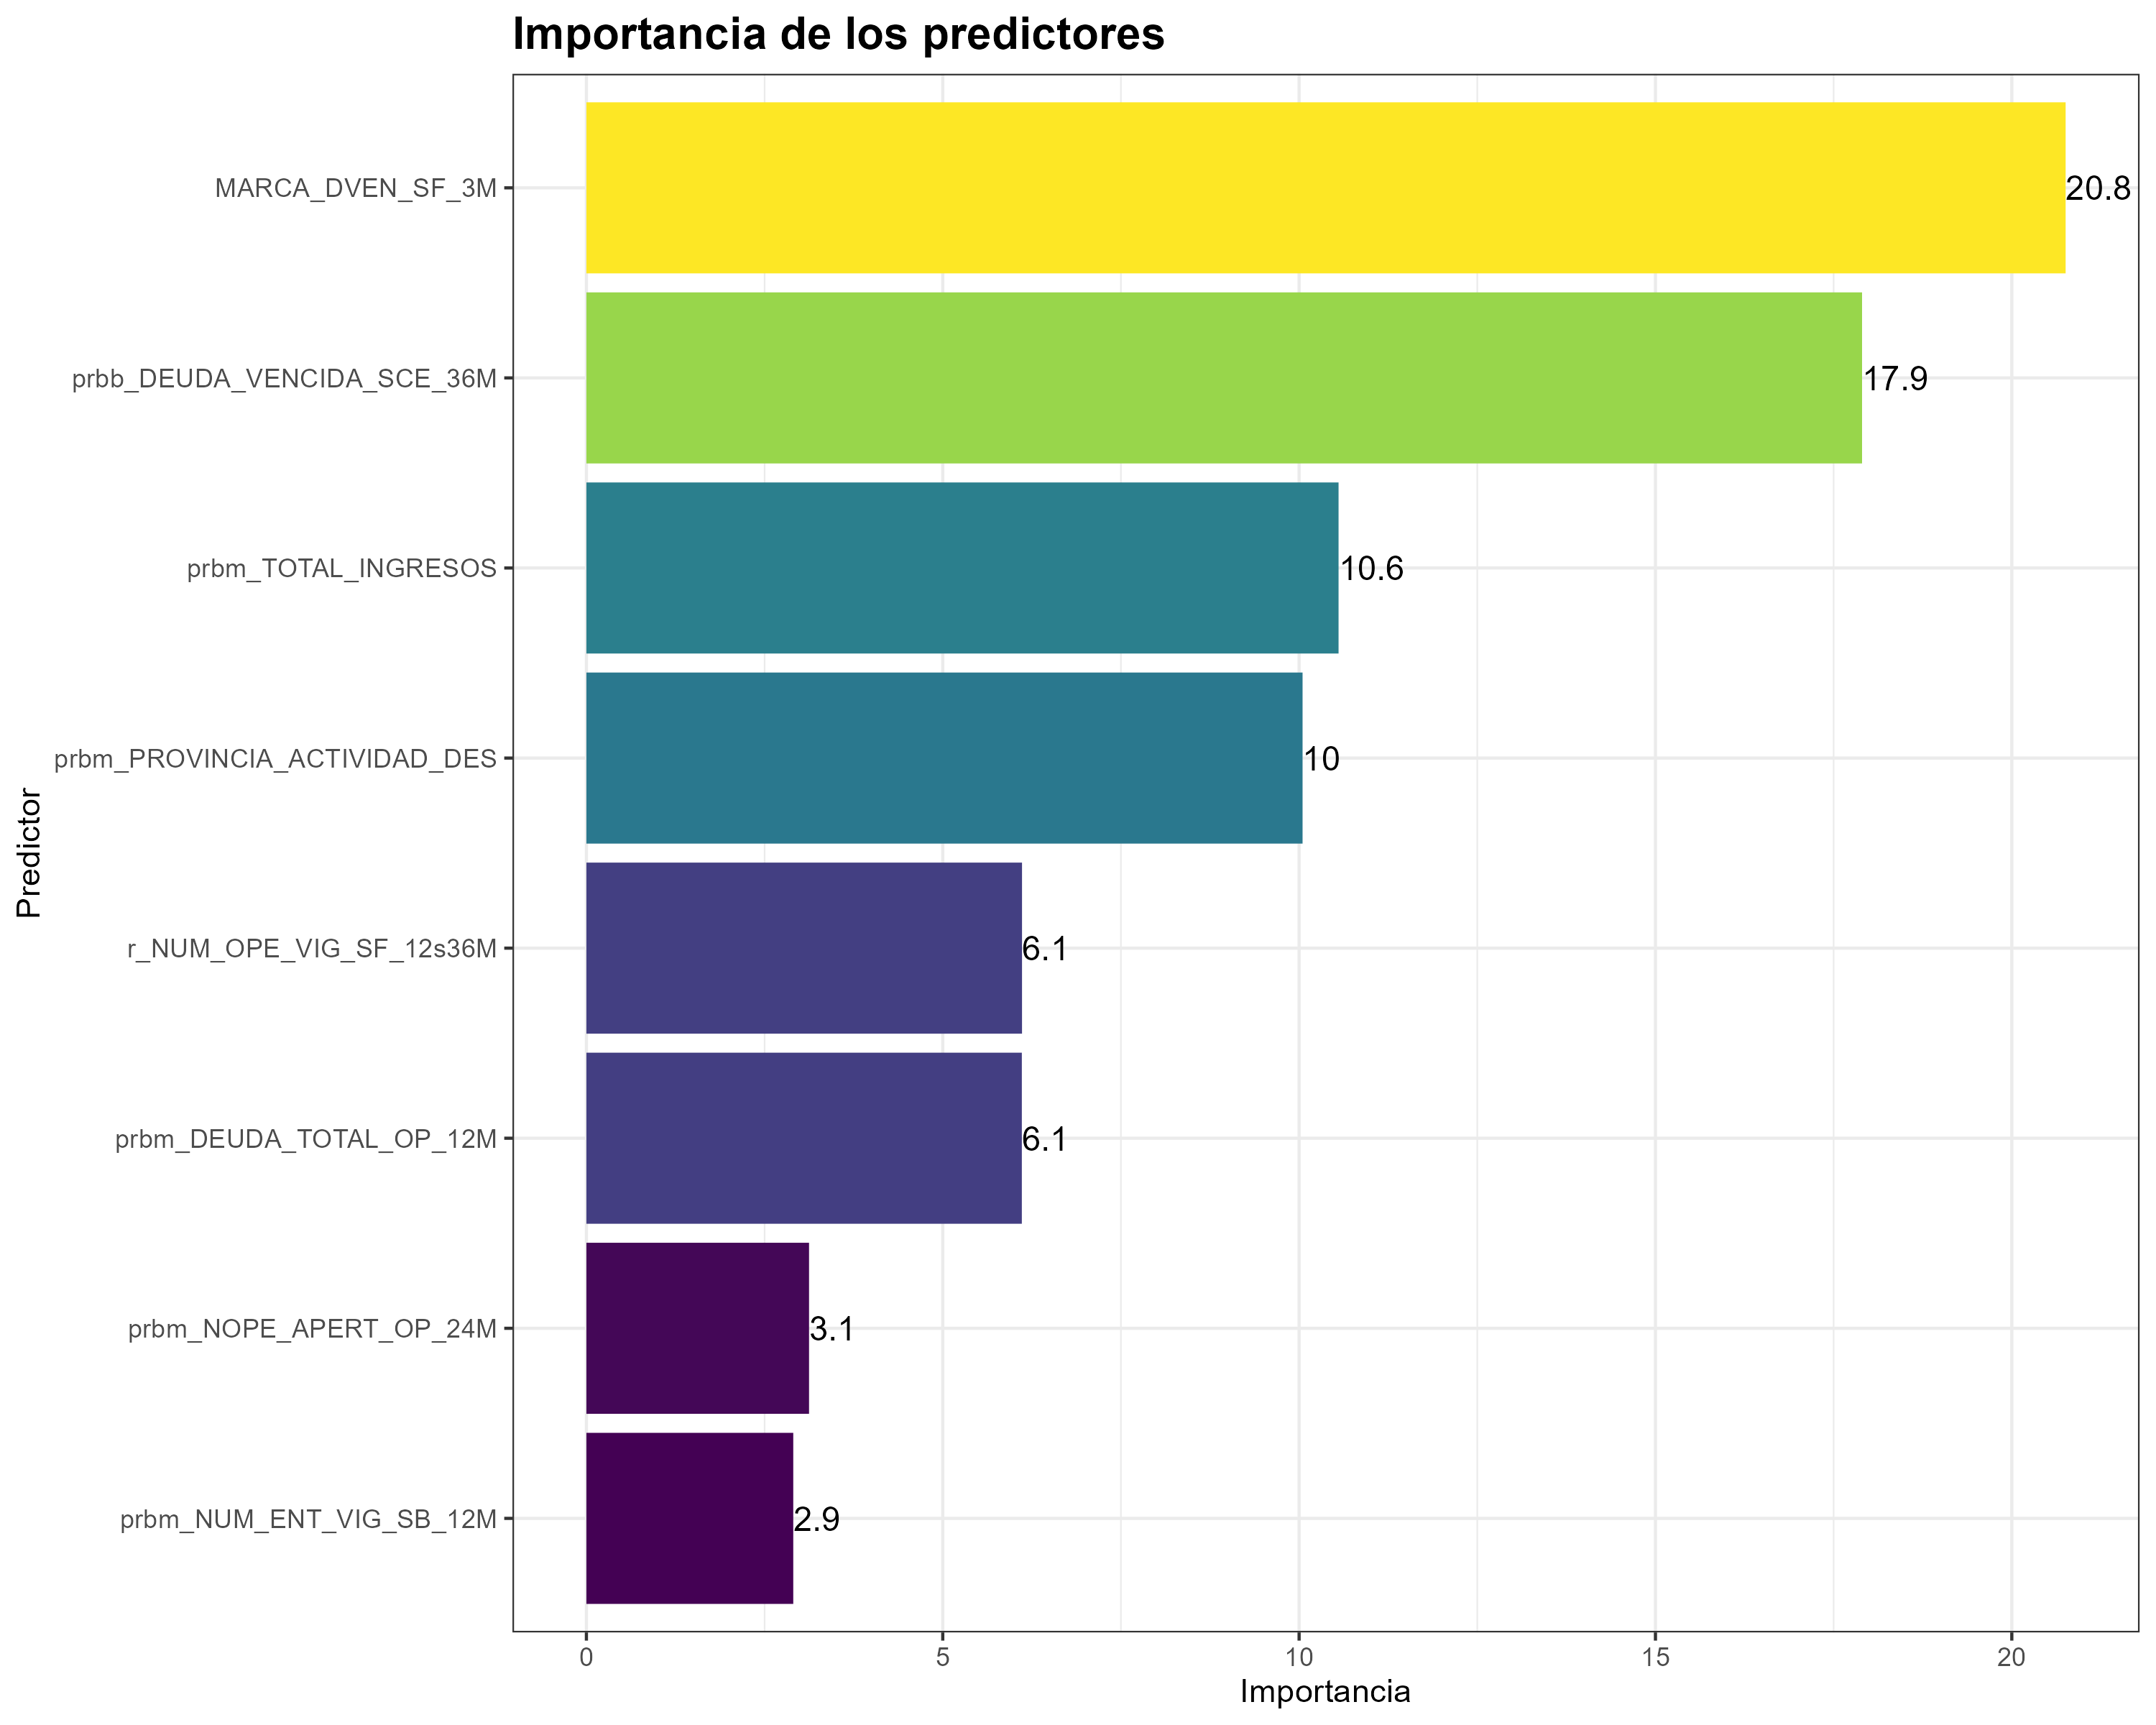 Importancia de los predictores
MARCA_DVEN_SF_3M
20.8
prbb_DEUDA_VENCIDA_SCE_36M
17.9
prbm_TOTAL_INGRESOS
10.6
prbm_PROVINCIA_ACTIVIDAD_DES
10
r_NUM_OPE_VIG_SF_12s36M
6.1
prbm_DEUDA_TOTAL_OP_12M
6.1
prbm_NOPE_APERT_OP_24M
3.1
prbm_NUM_ENT_VIG_SB_12M
2.9
Predictor
0
5
10
15
20
Importancia